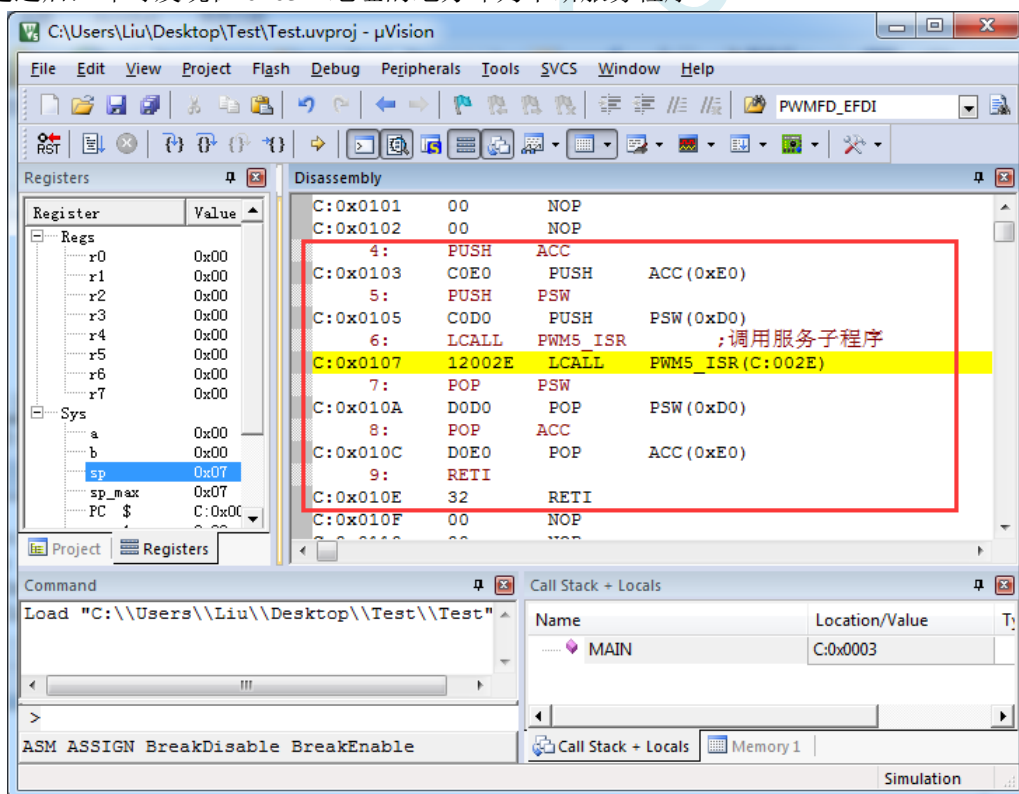 C:\Users\Liu\Desktop\Test\Test.uvproj - µVision
File Edit View Project Flash Debug Peripherals Tools SVCS Window Help
PWMFD_EFDI
RST
Registers
Disassembly
Register Value
Regs
r0 0x00
r1 0x00
r2 0x00
r3 0x00
r4 0x00
r5 0x00
r6 0x00
r7 0x00
Sys
a 0x00
b 0x00
sp 0x07
sp_max 0x07
PC $ C:0x00
C:0x0101 00 NOP
C:0x0102 00 NOP
4: PUSH ACC
C:0x0103 C0E0 PUSH ACC(0xE0)
5: PUSH PSW
C:0x0105 C0D0 PUSH PSW(0xD0)
6: LCALL PWM5_ISR ;调用服务子程序
C:0x0107 12002E LCALL PWM5_ISR(C:002E)
7: POP PSW
C:0x010A D0D0 POP PSW(0xD0)
8: POP ACC
C:0x010C D0E0 POP ACC(0xE0)
9: RETI
C:0x010E 32 RETI
C:0x010F 00 NOP
Project Registers
Command
Load "C:\\Users\\Liu\\Desktop\\Test\\Test"
>
ASM ASSIGN BreakDisable BreakEnable
Call Stack + Locals
Name Location/Value Ty
MAIN C:0x0003
Call Stack + Locals Memory 1
Simulation